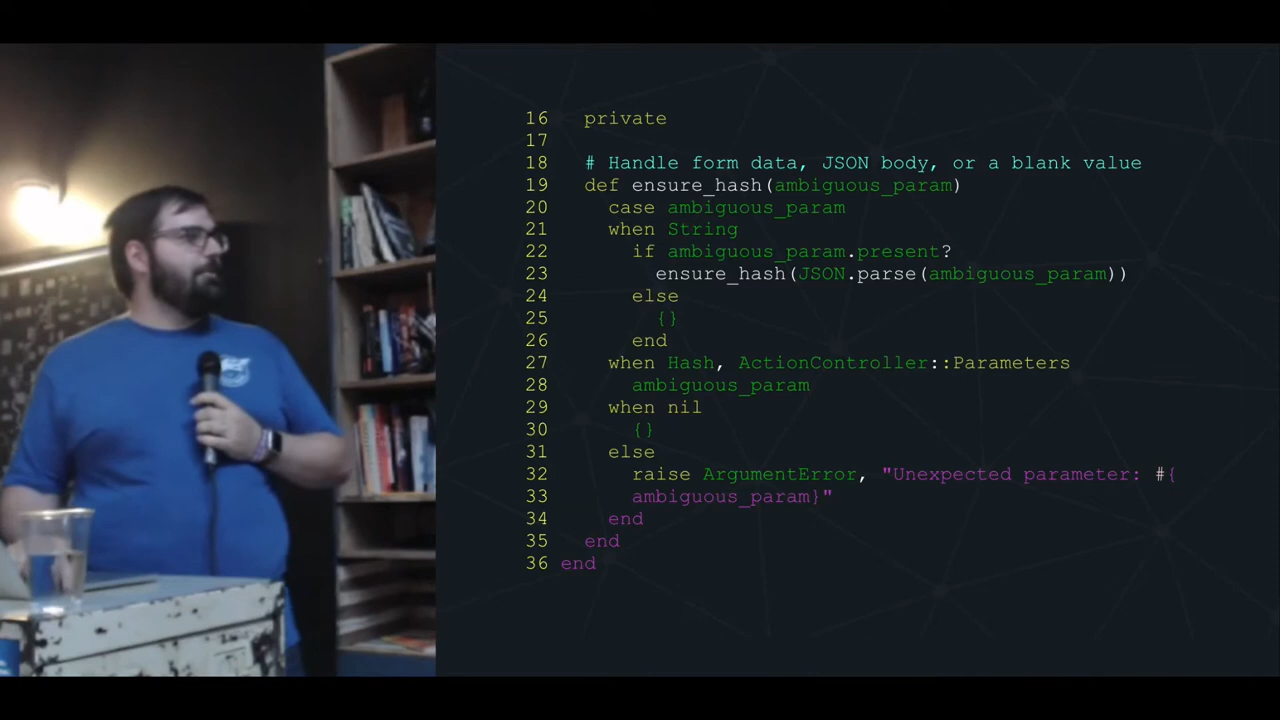 16 private
17
18 # Handle form data, JSON body, or a blank value
19 def ensure_hash(ambiguous_param)
20 case ambiguous_param
21 when String
22 if ambiguous_param.present?
23 ensure_hash(JSON.parse(ambiguous_param))
24 else
25 {}
26 end
27 when Hash, ActionController::Parameters
28 ambiguous_param
29 when nil
30 {}
31 else
32 raise ArgumentError, "Unexpected parameter: #{
33 ambiguous_param}"
34 end
35 end
36 end